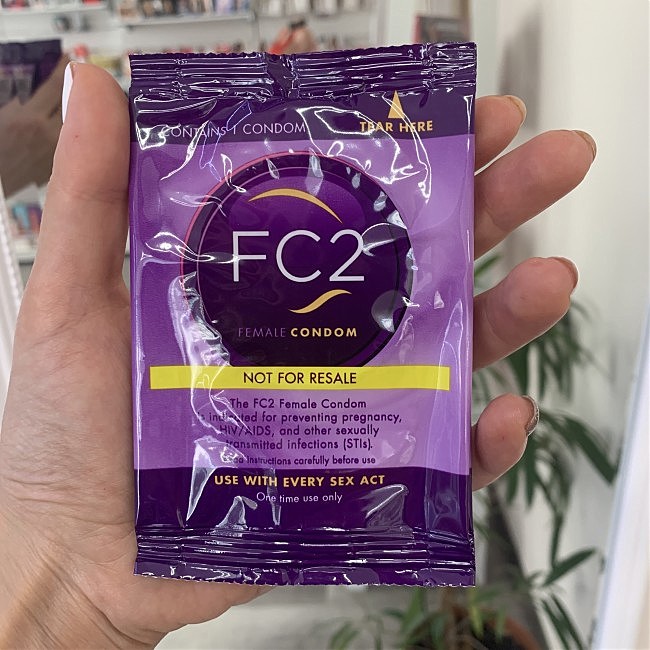 CONTAINS 1 CONDOM
TEAR HERE
FC2
FEMALE CONDOM
NOT FOR RESALE
The FC2 Female Condom
is indicated for preventing pregnancy,
HIV/AIDS, and other sexually
transmitted infections (STIs).
instructions carefully before use
USE WITH EVERY SEX ACT
One time use only